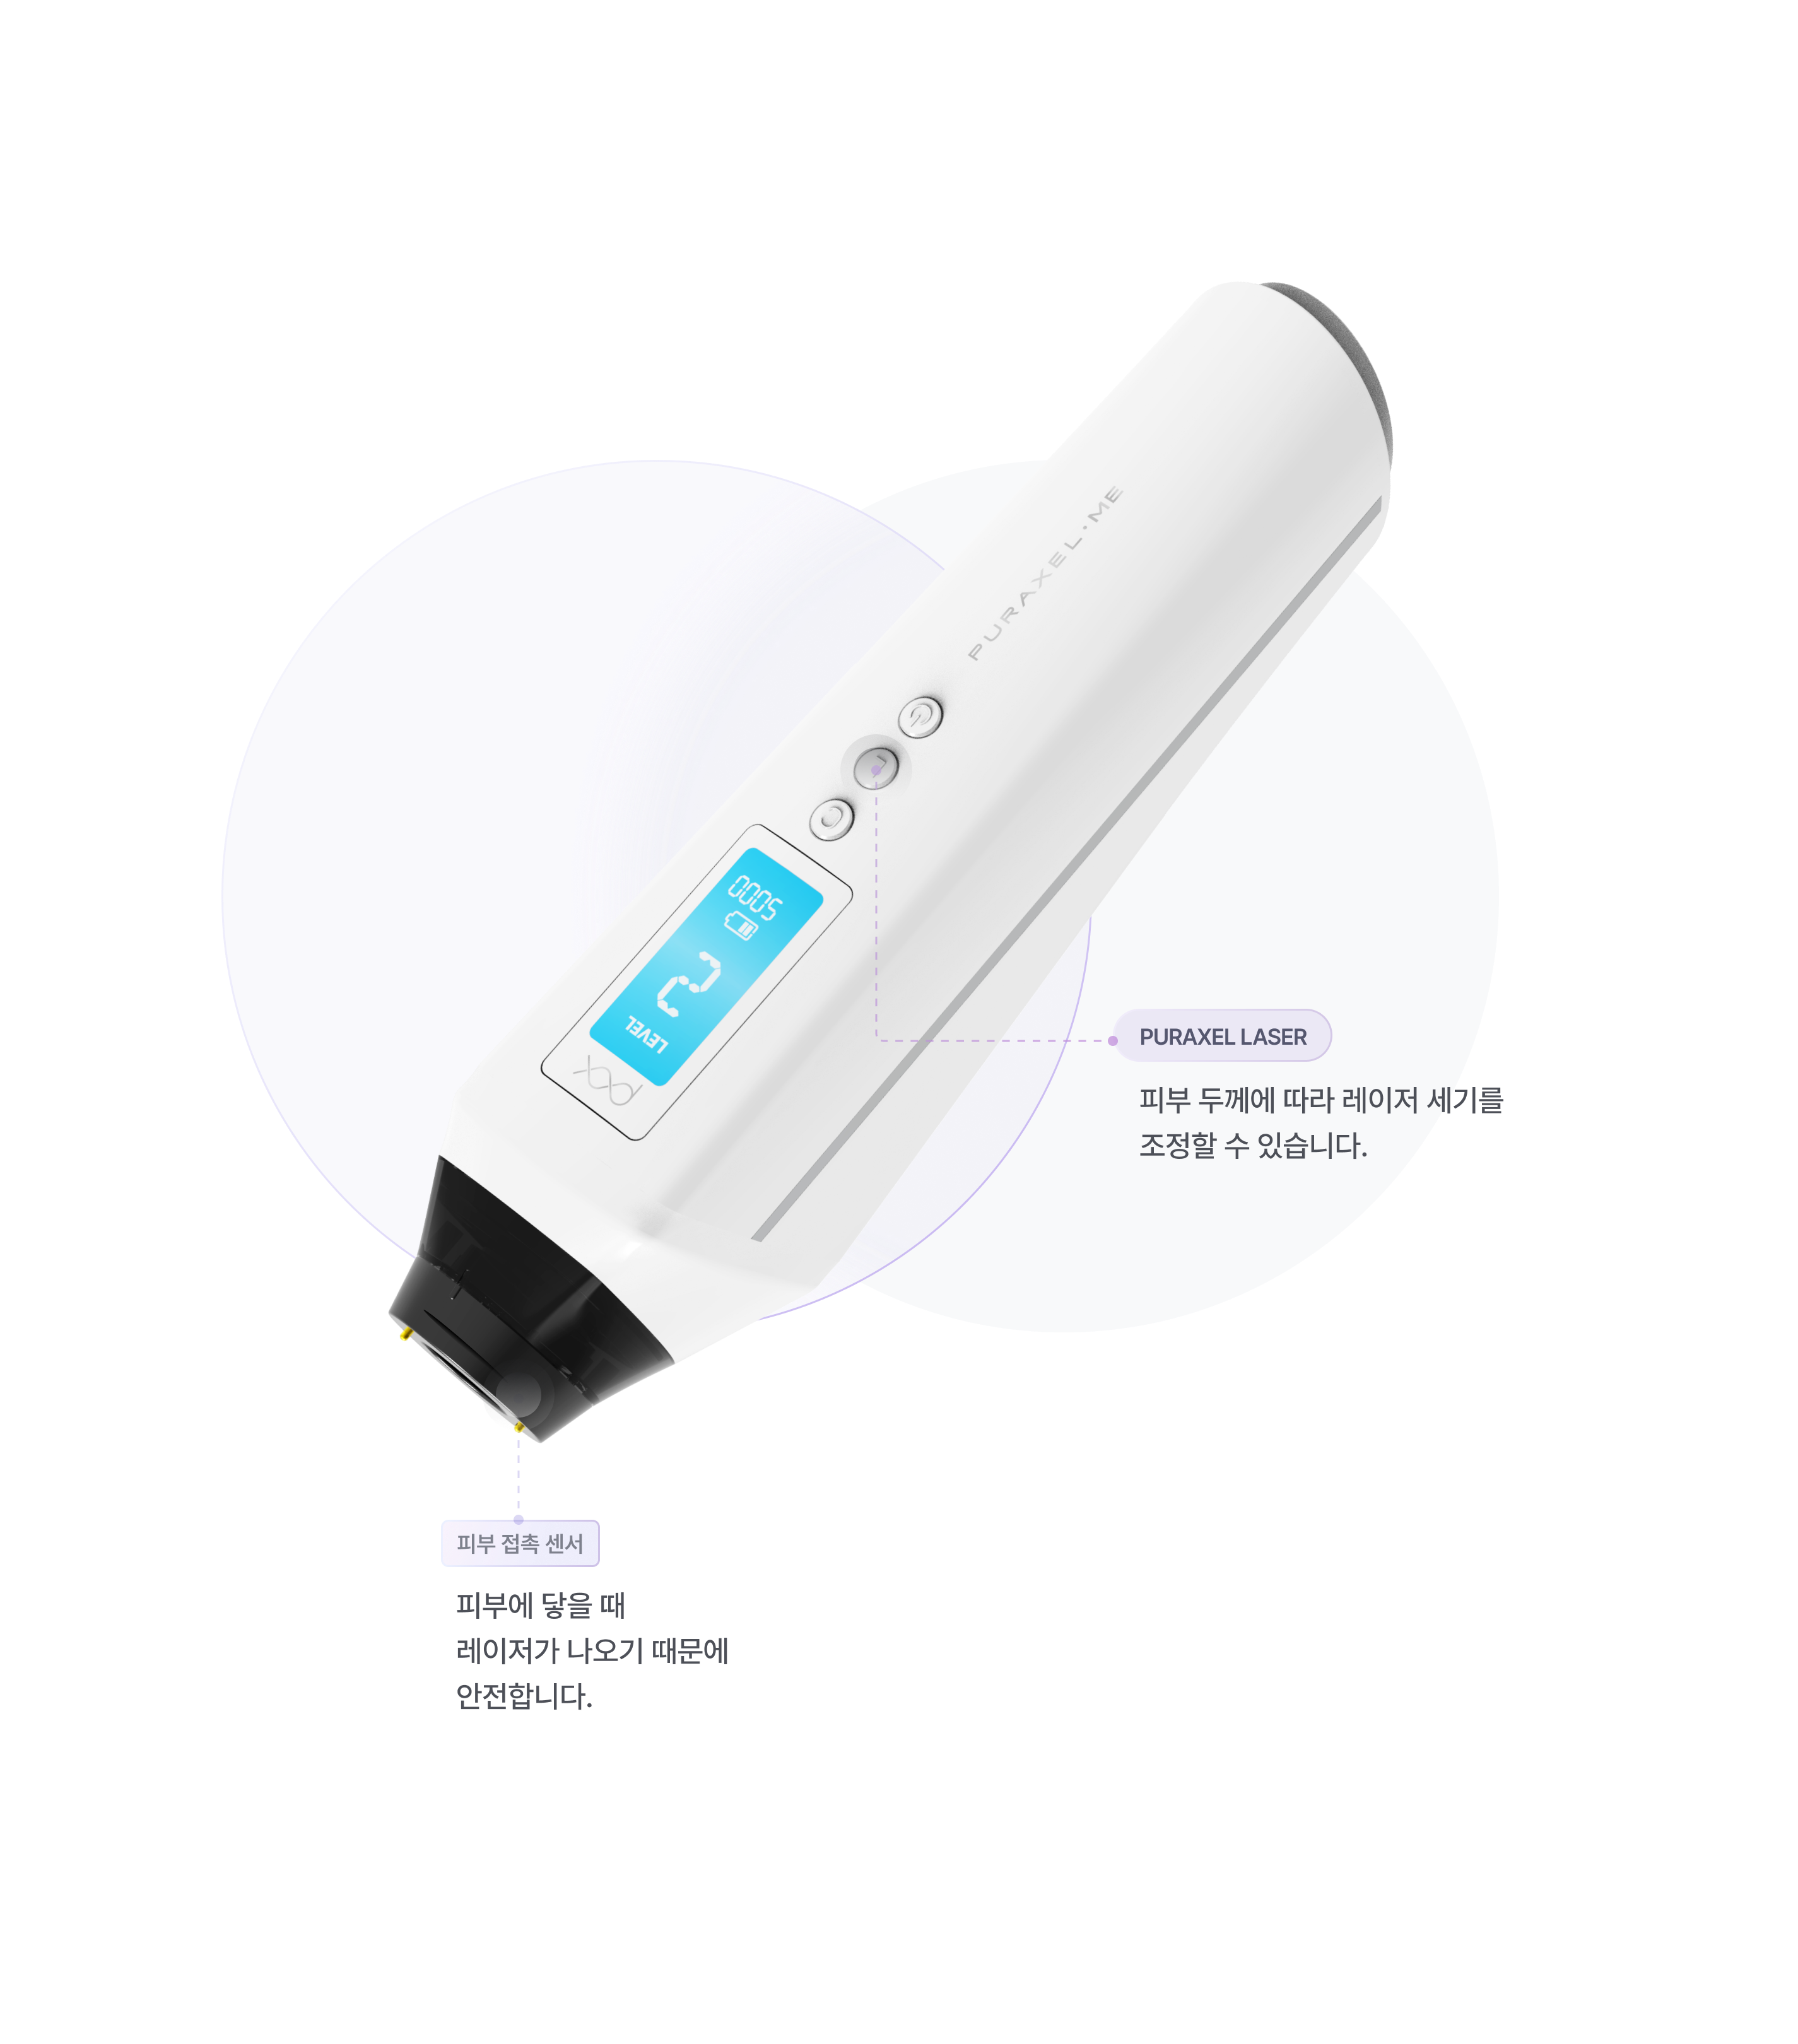 PURAXEL·ME
0005
2
LEVEL
PURAXEL LASER
피부 두께에 따라 레이저 세기를
조정할 수 있습니다.
피부 접촉 센서
피부에 닿을 때
레이저가 나오기 때문에
안전합니다.